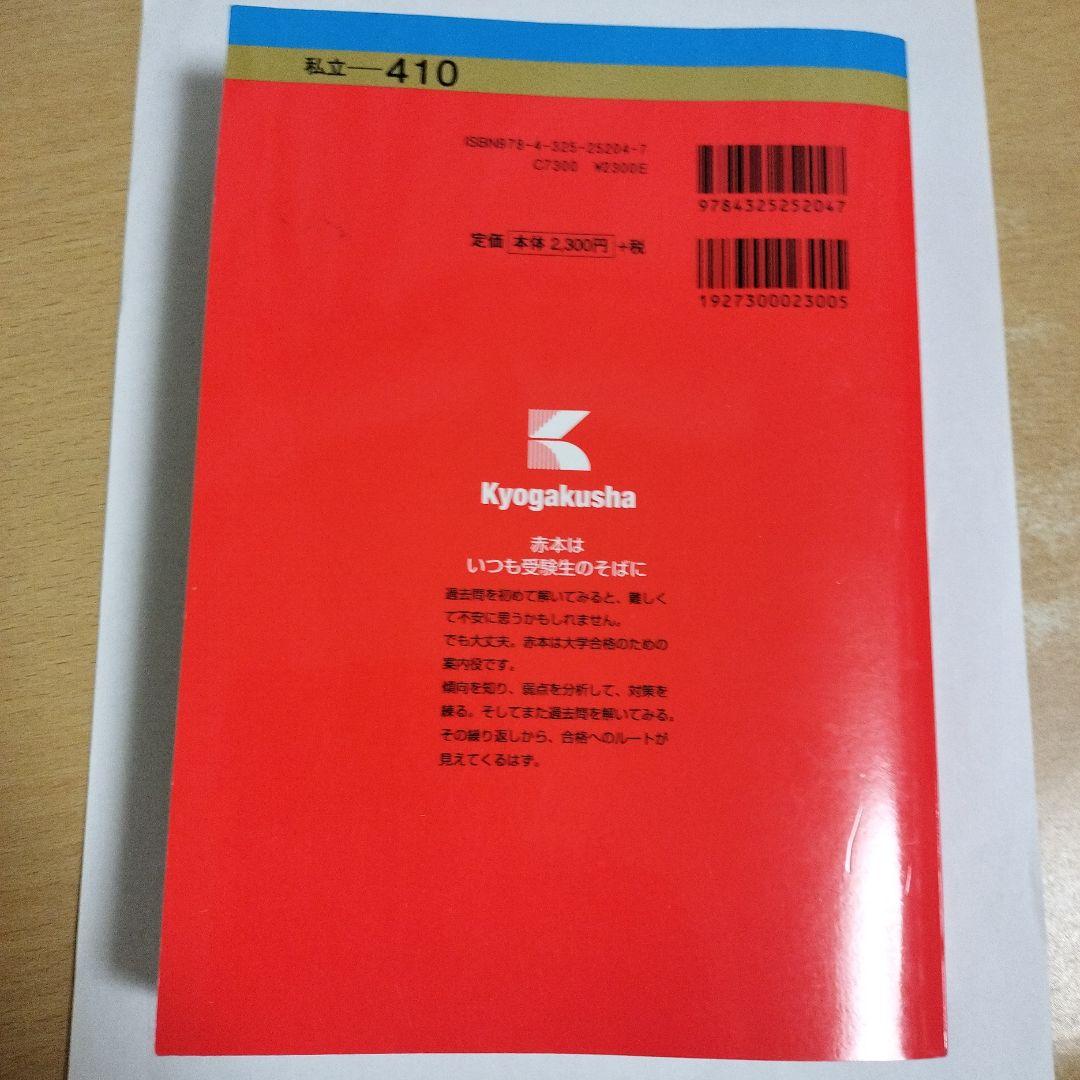 私立―410
ISBN978-4-325-25204-7
C7300 ¥2300E
9784325252047
定価 本体 2,300円 +税
1927300023005
Kyogakusha
赤本は
いつも受験生のそばに
過去問を初めて解いてみると、難しく
て不安に思うかもしれません。
でも大丈夫。赤本は大学合格のための
案内役です。
傾向を知り、弱点を分析して、対策を
練る。そしてまた過去問を解いてみる。
その繰り返しから、合格へのルートが
見えてくるはず。